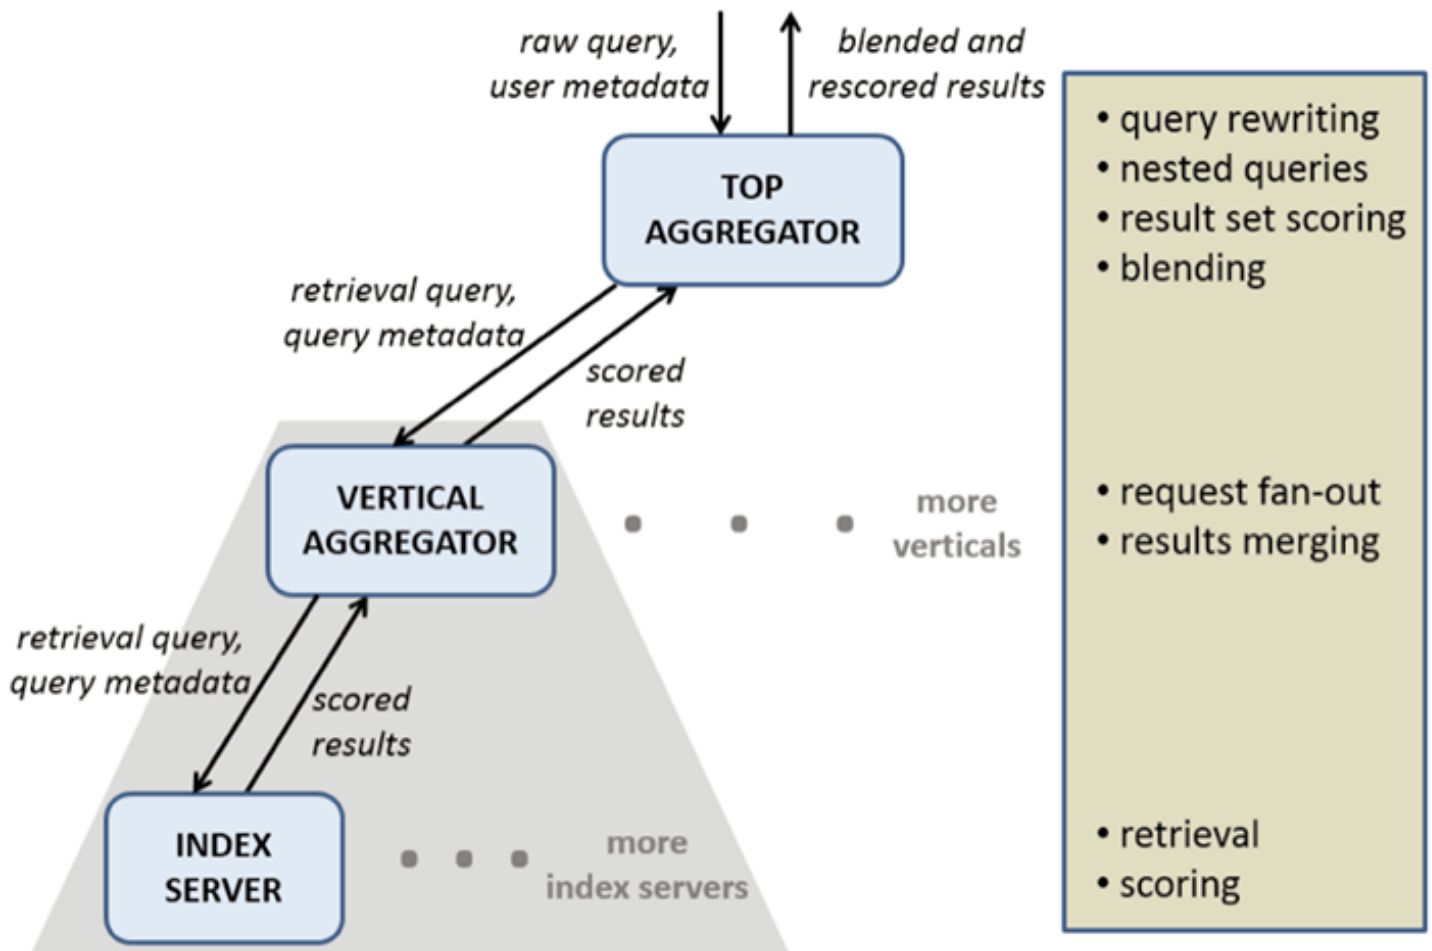 raw query,
user metadata
blended and
rescored results
TOP
AGGREGATOR
• query rewriting
• nested queries
• result set scoring
• blending
retrieval query,
query metadata
scored
results
VERTICAL
AGGREGATOR
more
verticals
• request fan-out
• results merging
retrieval query,
query metadata
scored
results
INDEX
SERVER
more
index servers
• retrieval
• scoring